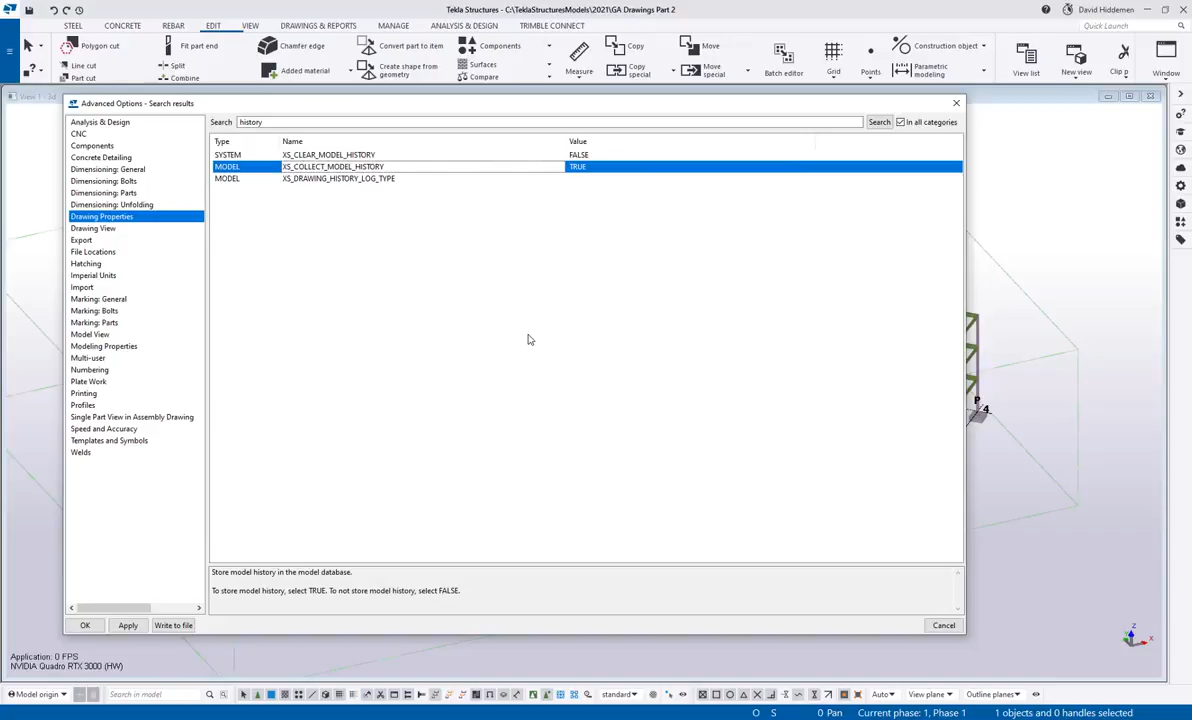 Tekla Structures - C:\TeklaStructuresModels\2021\GA Drawings Part 2
David Hiddemen
STEEL CONCRETE REBAR EDIT VIEW DRAWINGS & REPORTS MANAGE ANALYSIS & DESIGN TRIMBLE CONNECT
Quick Launch
Polygon cut
Line cut
Part cut
Fit part end
Split
Combine
Chamfer edge
Added material
Convert part to item
Create shape from geometry
Components
Surfaces
Compare
Measure
Copy
Copy special
Move
Move special
Batch editor
Grid
Points
Construction object
Parametric modeling
View list
New view
Clip p
Window
View 1 - 3d
Advanced Options - Search results
Search history Search In all categories
Analysis & Design
CNC
Components
Concrete Detailing
Dimensioning: General
Dimensioning: Bolts
Dimensioning: Parts
Dimensioning: Unfolding
Drawing Properties
Drawing View
Export
File Locations
Hatching
Imperial Units
Import
Marking: General
Marking: Bolts
Marking: Parts
Model View
Modeling Properties
Multi-user
Numbering
Plate Work
Printing
Profiles
Single Part View in Assembly Drawing
Speed and Accuracy
Templates and Symbols
Welds
Type Name Value
SYSTEM XS_CLEAR_MODEL_HISTORY FALSE
MODEL XS_COLLECT_MODEL_HISTORY TRUE
MODEL XS_DRAWING_HISTORY_LOG_TYPE
Store model history in the model database.
To store model history, select TRUE. To not store model history, select FALSE.
OK Apply Write to file Cancel
P
4
Z
X
Application: 0 FPS
NVIDIA Quadro RTX 3000 (HW)
Model origin Search in model standard Auto View plane Outline planes
O S 0 Pan Current phase: 1, Phase 1 1 objects and 0 handles selected